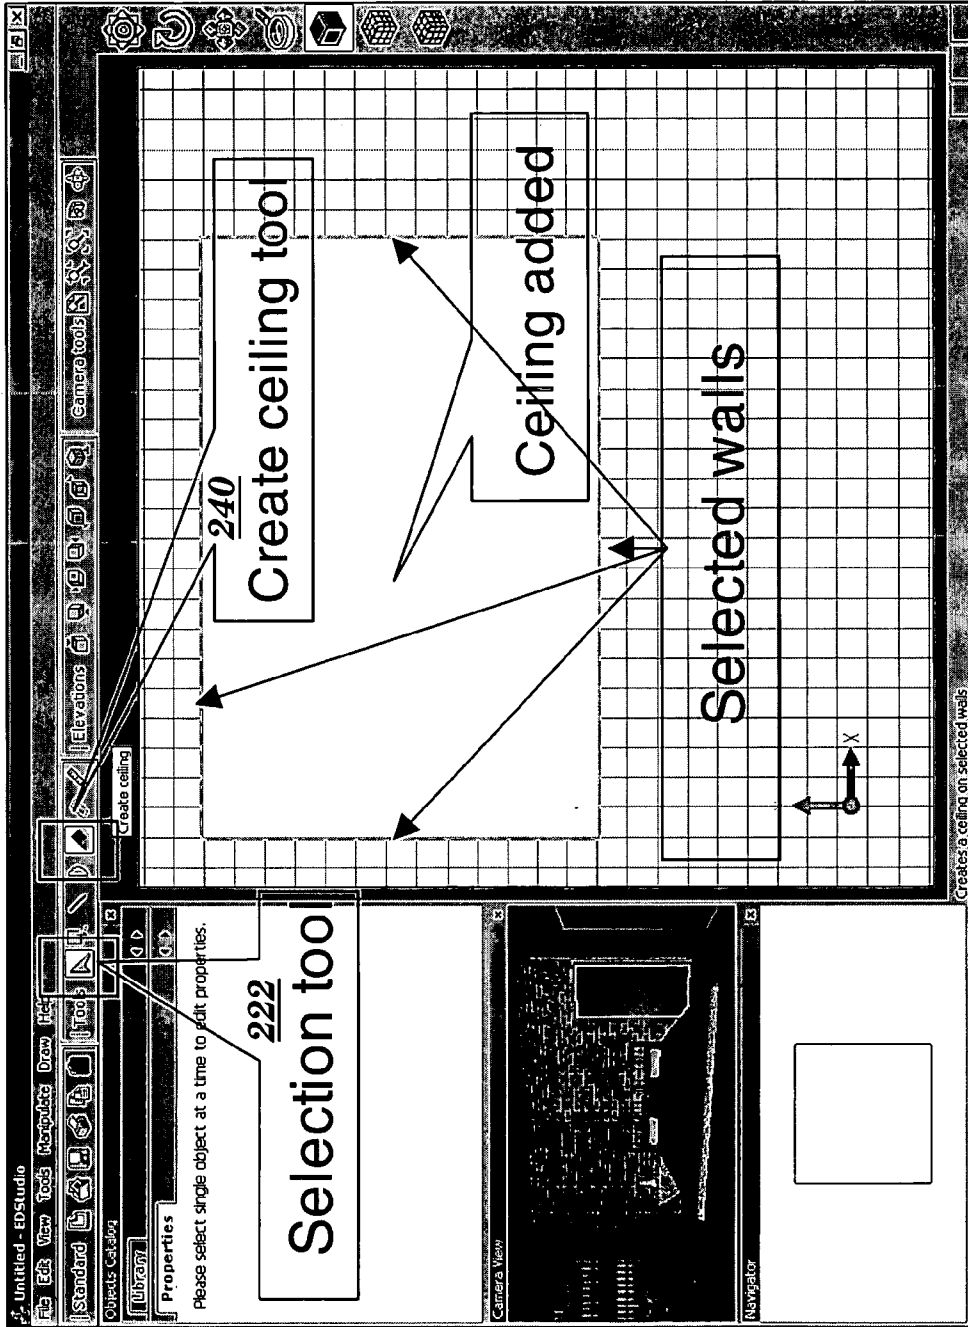 Untitled - EDStudio
File Edit View Tools Manipulate Draw Help
Standard Tools Elevations Camera tools
Objects Catalog
Library
Properties
Please select single object at a time to edit properties.
Create ceiling
240
Create ceiling tool
222
Selection tool
Ceiling added
Selected walls
X
Camera View
Navigator
Creates a ceiling on selected walls